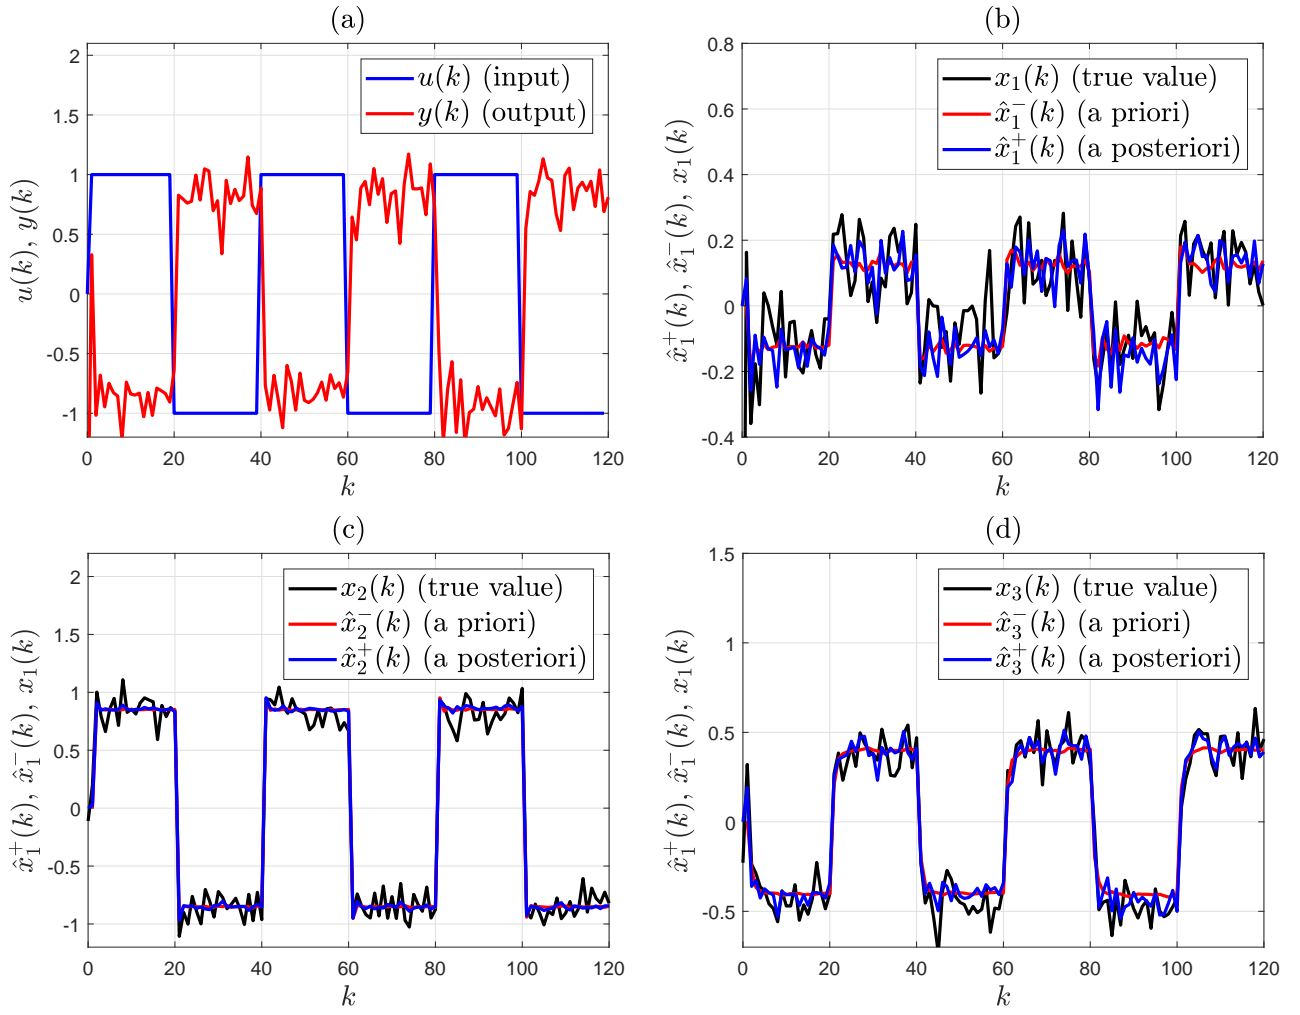 (a)
u(k) (input)
y(k) (output)
u(k), y(k)
2
1.5
1
0.5
0
-0.5
-1
0 20 40 60 80 100 120
k
(b)
x₁(k) (true value)
x̂₁⁻(k) (a priori)
x̂₁⁺(k) (a posteriori)
x̂₁⁺(k), x̂₁⁻(k), x₁(k)
0.8
0.6
0.4
0.2
0
-0.2
-0.4
0 20 40 60 80 100 120
k
(c)
x₂(k) (true value)
x̂₂⁻(k) (a priori)
x̂₂⁺(k) (a posteriori)
x̂₁⁺(k), x̂₁⁻(k), x₁(k)
2
1.5
1
0.5
0
-0.5
-1
0 20 40 60 80 100 120
k
(d)
x₃(k) (true value)
x̂₃⁻(k) (a priori)
x̂₃⁺(k) (a posteriori)
x̂₁⁺(k), x̂₁⁻(k), x₁(k)
1.5
1
0.5
0
-0.5
0 20 40 60 80 100 120
k